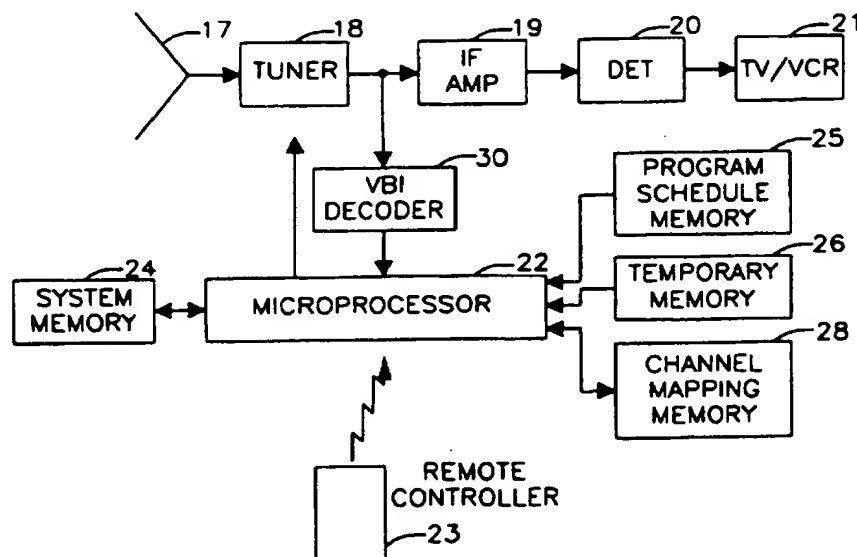 17
18
19
20
21
TUNER
IF
AMP
DET
TV/VCR
30
VBI
DECODER
25
PROGRAM
SCHEDULE
MEMORY
24
SYSTEM
MEMORY
22
MICROPROCESSOR
26
TEMPORARY
MEMORY
28
CHANNEL
MAPPING
MEMORY
REMOTE
CONTROLLER
23